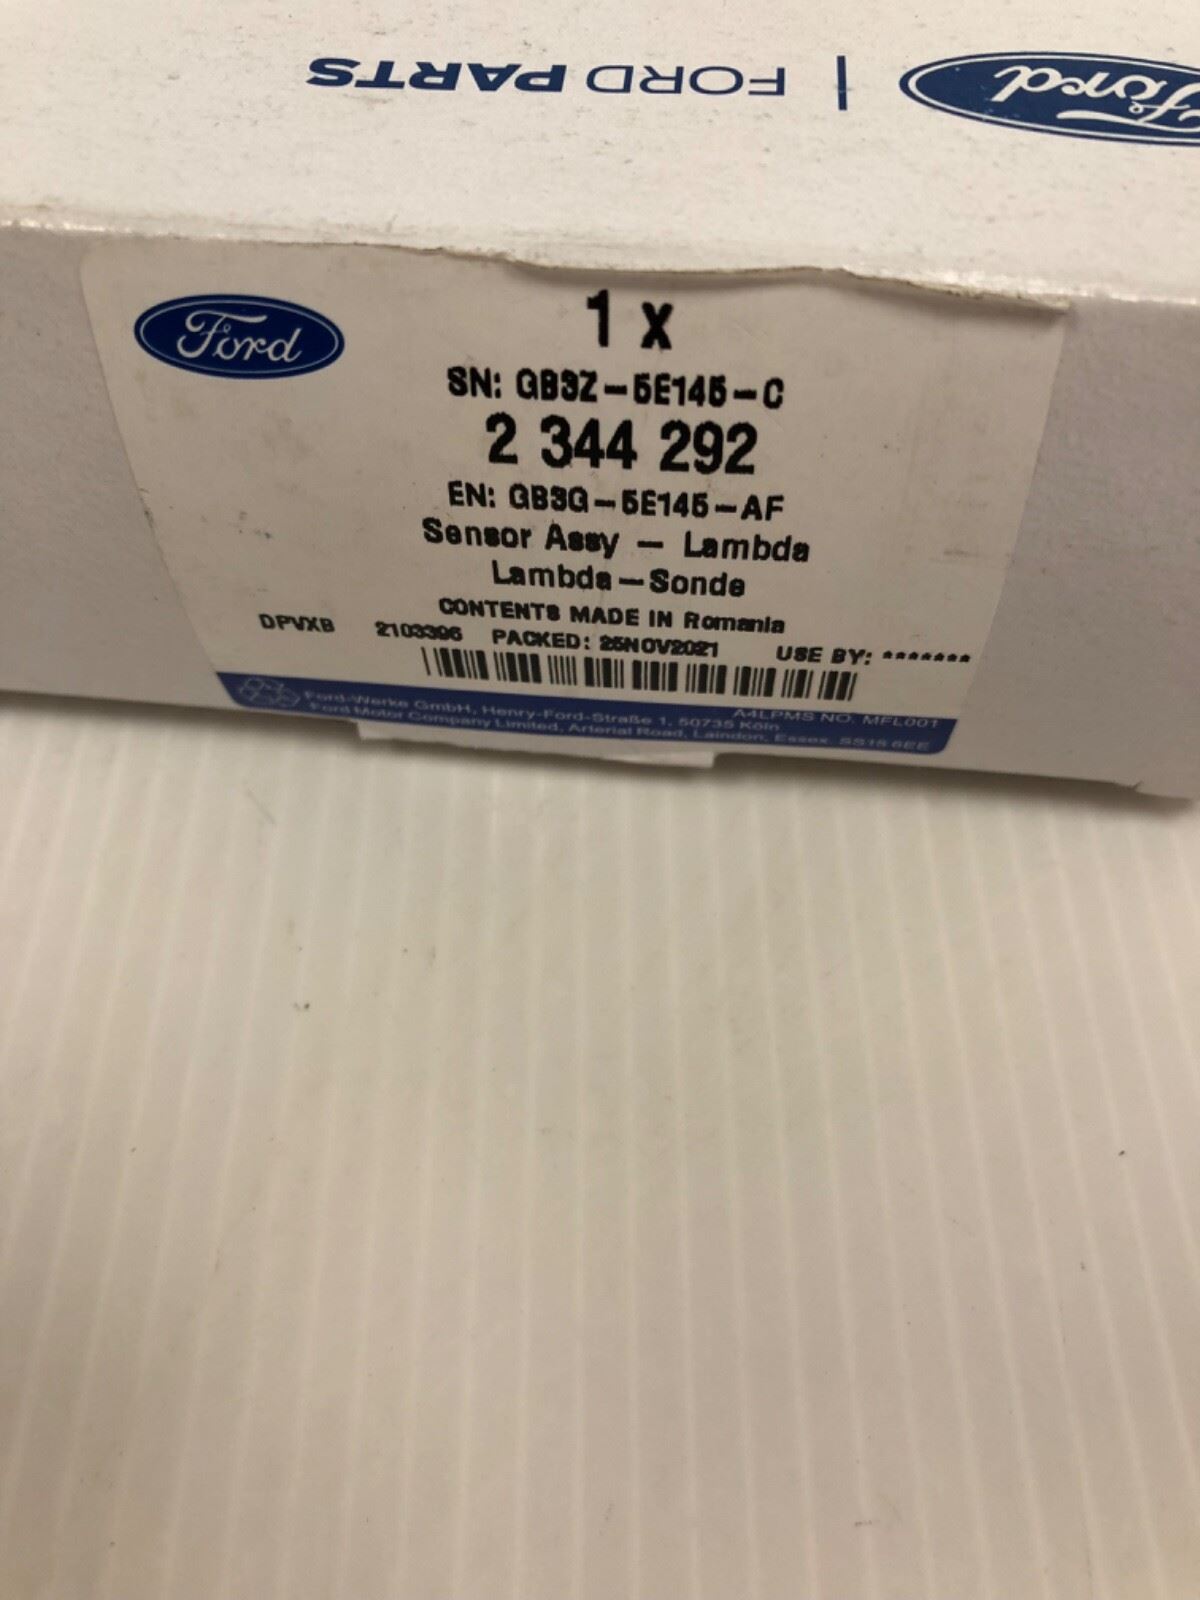 Ford | FORD PARTS
Ford
1 x
SN: GB3Z-5E145-C
2 344 292
EN: GB3G-5E145-AF
Sensor Assy - Lambda
Lambda-Sonde
CONTENTS MADE IN Romania
DPVXB 2103396 PACKED: 25NOV2021 USE BY: *******
A4LPMS NO. MFL001
Ford-Werke GmbH, Henry-Ford-Straße 1, 50735 Köln
Ford Motor Company Limited, Arterial Road, Laindon, Essex SS15 6EE